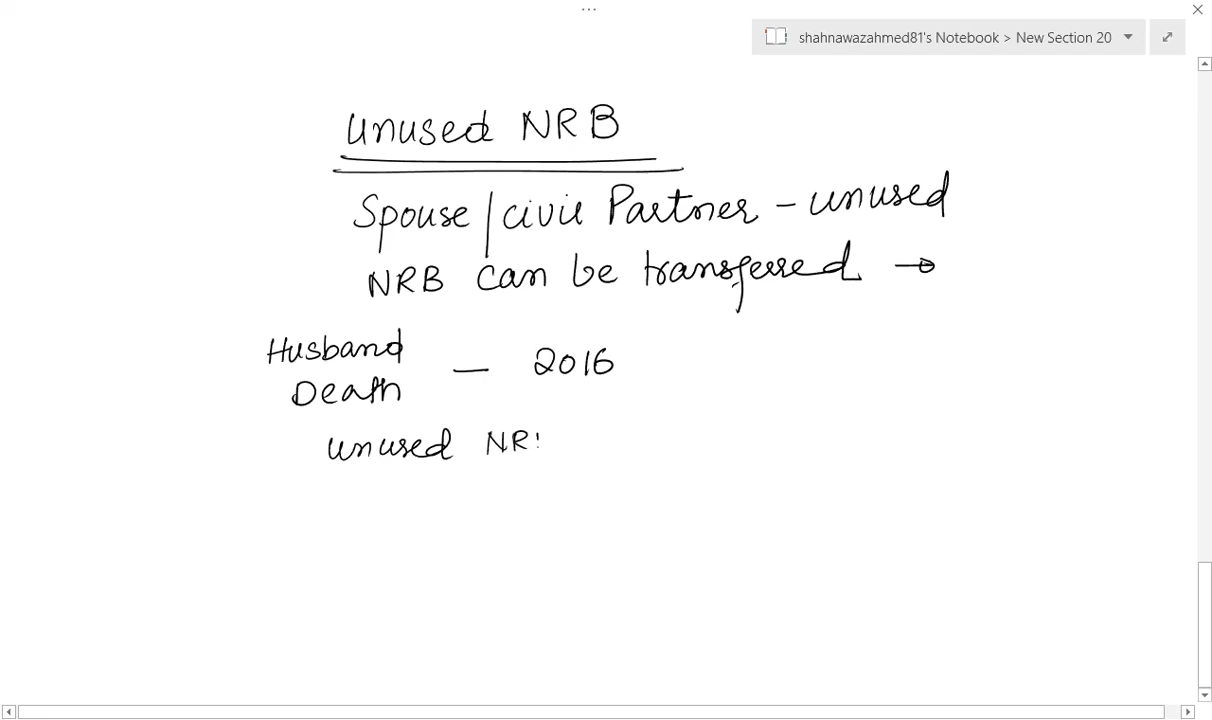 shahnawazahmed81's Notebook > New Section 20
Unused NRB
Spouse/civil Partner - unused
NRB can be transferred →
Husband
Death — 2016
unused NR